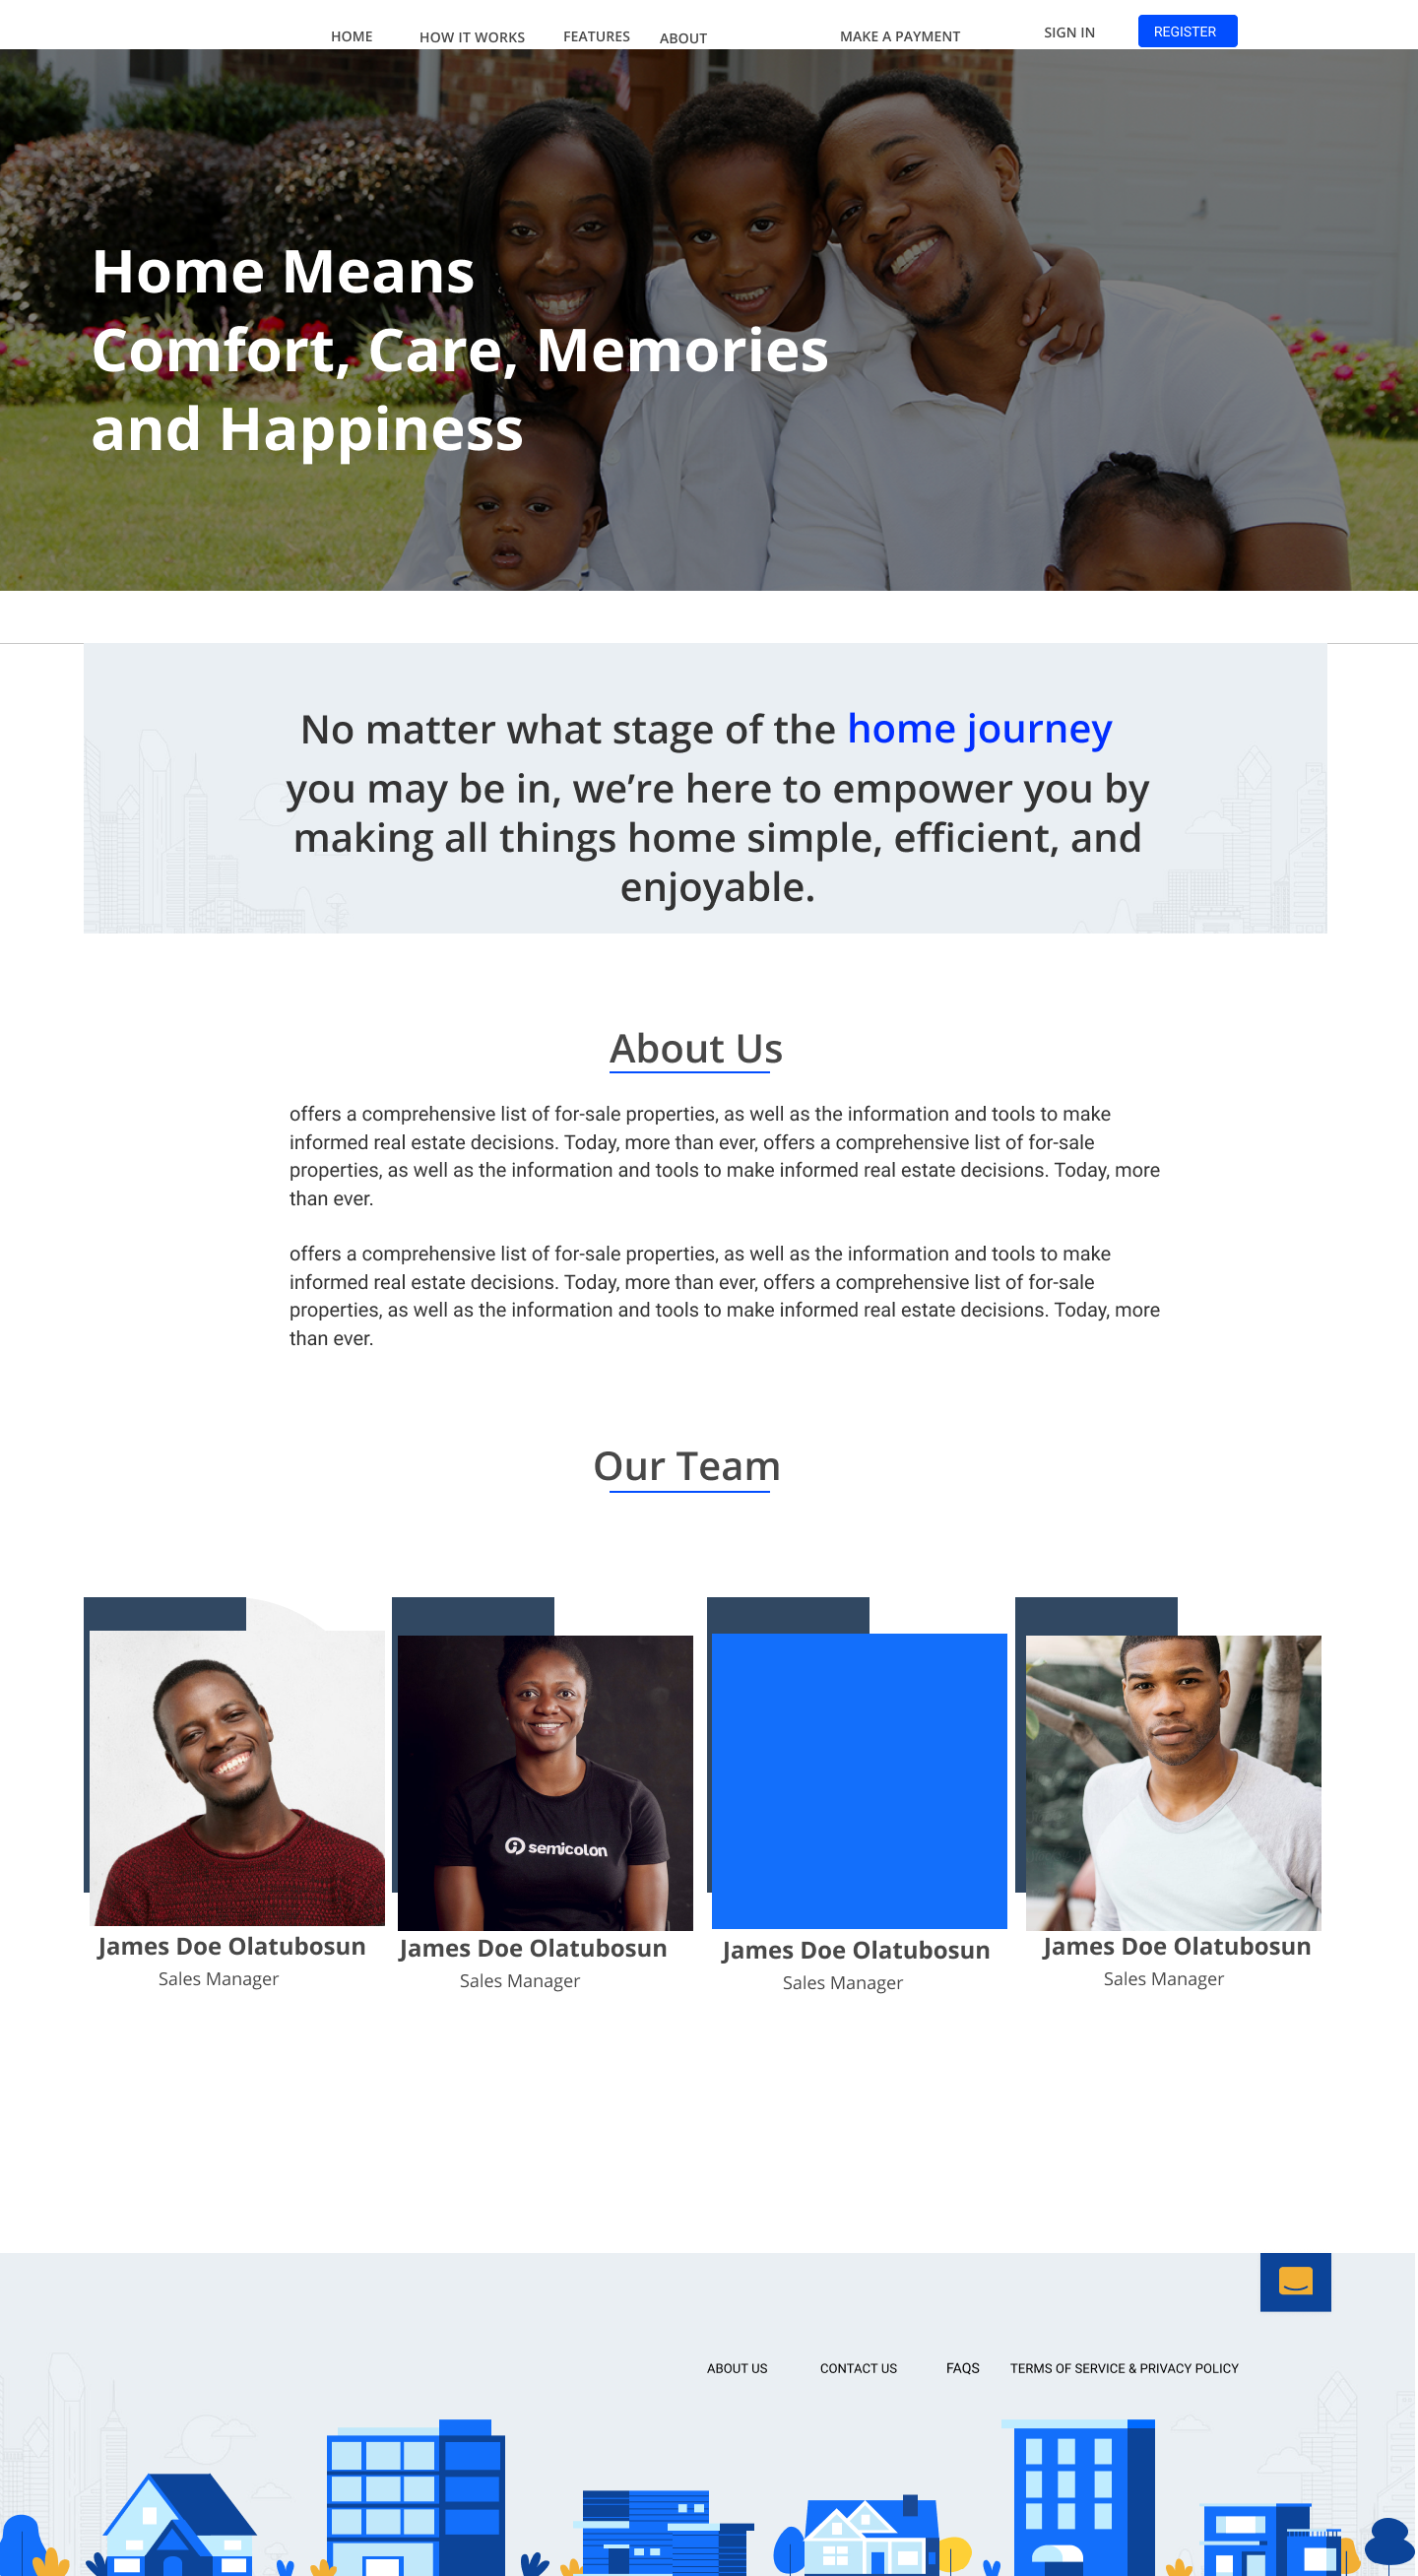 HOME HOW IT WORKS FEATURES ABOUT MAKE A PAYMENT SIGN IN REGISTER
Home Means
Comfort, Care, Memories
and Happiness
No matter what stage of the home journey
you may be in, we’re here to empower you by
making all things home simple, efficient, and
enjoyable.
About Us
offers a comprehensive list of for-sale properties, as well as the information and tools to make
informed real estate decisions. Today, more than ever, offers a comprehensive list of for-sale
properties, as well as the information and tools to make informed real estate decisions. Today, more
than ever.
offers a comprehensive list of for-sale properties, as well as the information and tools to make
informed real estate decisions. Today, more than ever, offers a comprehensive list of for-sale
properties, as well as the information and tools to make informed real estate decisions. Today, more
than ever.
Our Team
semicolon
James Doe Olatubosun
Sales Manager
James Doe Olatubosun
Sales Manager
James Doe Olatubosun
Sales Manager
James Doe Olatubosun
Sales Manager
ABOUT US CONTACT US FAQS TERMS OF SERVICE & PRIVACY POLICY